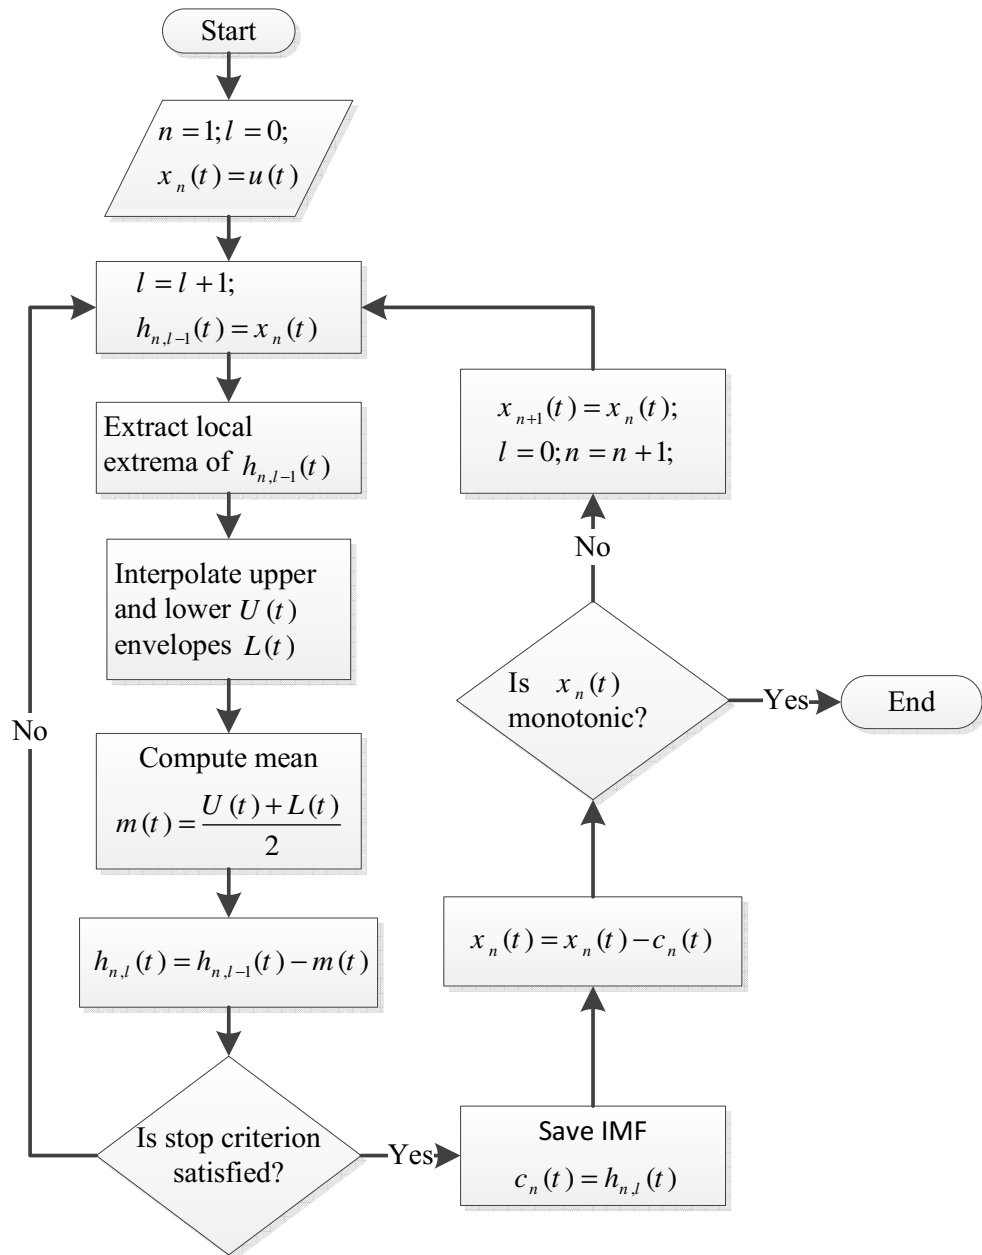 Start
n = 1; l = 0;
x_n(t) = u(t)
l = l + 1;
h_{n,l−1}(t) = x_n(t)
Extract local
extrema of h_{n,l−1}(t)
Interpolate upper
and lower U(t)
envelopes L(t)
Compute mean
m(t) = \frac{U(t) + L(t)}{2}
h_{n,l}(t) = h_{n,l−1}(t) − m(t)
Is stop criterion
satisfied?
No
Yes
Save IMF
c_n(t) = h_{n,l}(t)
x_n(t) = x_n(t) − c_n(t)
Is x_n(t)
monotonic?
Yes
End
No
x_{n+1}(t) = x_n(t);
l = 0; n = n + 1;